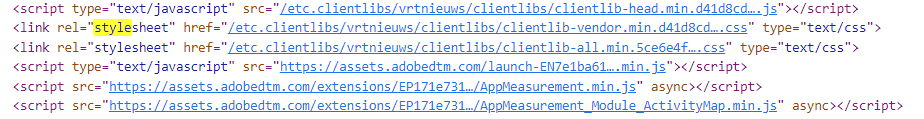 <script type="text/javascript" src="/etc.clientlibs/vrtnieuws/clientlibs/clientlib-head.min.d41d8cd….js"></script>
<link rel="stylesheet" href="/etc.clientlibs/vrtnieuws/clientlibs/clientlib-vendor.min.d41d8cd….css" type="text/css">
<link rel="stylesheet" href="/etc.clientlibs/vrtnieuws/clientlibs/clientlib-all.min.5ce6e4f….css" type="text/css">
<script type="text/javascript" src="https://assets.adobedtm.com/launch-EN7e1ba61….min.js"></script>
<script src="https://assets.adobedtm.com/extensions/EP171e731…/AppMeasurement.min.js" async></script>
<script src="https://assets.adobedtm.com/extensions/EP171e731…/AppMeasurement_Module_ActivityMap.min.js" async></script>